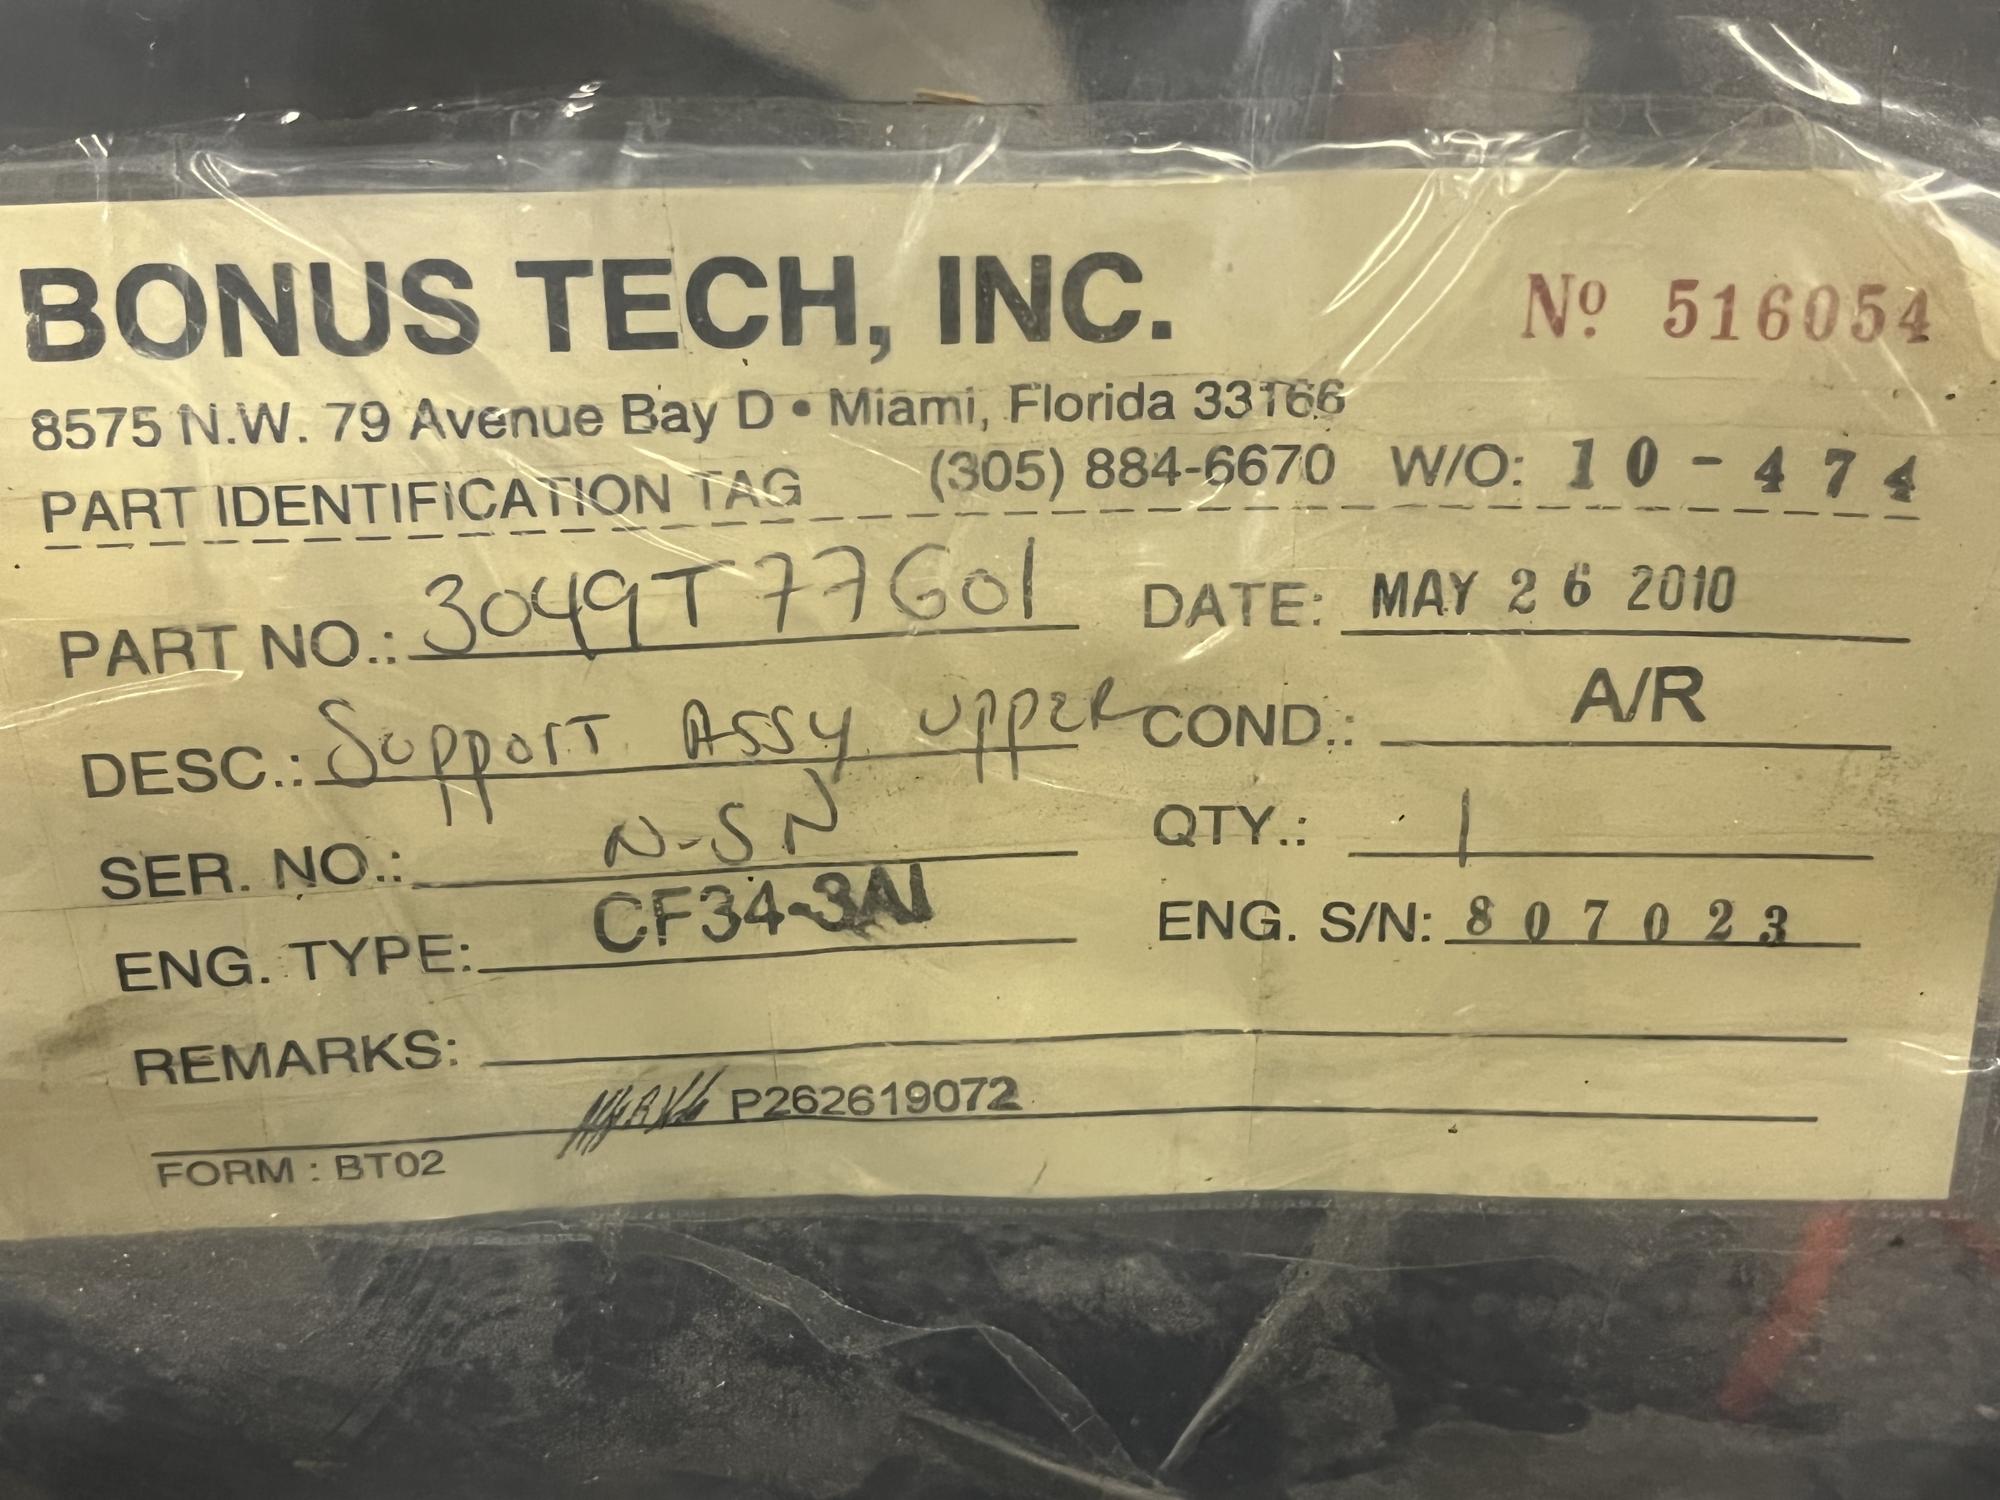 BONUS TECH, INC. Nº 516054
8575 N.W. 79 Avenue Bay D • Miami, Florida 33166
PART IDENTIFICATION TAG (305) 884-6670 W/O: 10-474
PART NO.: 3049T77G01 DATE: MAY 26 2010
DESC.: Support Assy upper COND.: A/R
SER. NO.: N-SN QTY.: 1
ENG. TYPE: CF34-3A1 ENG. S/N: 807023
REMARKS:
P262619072
FORM : BT02